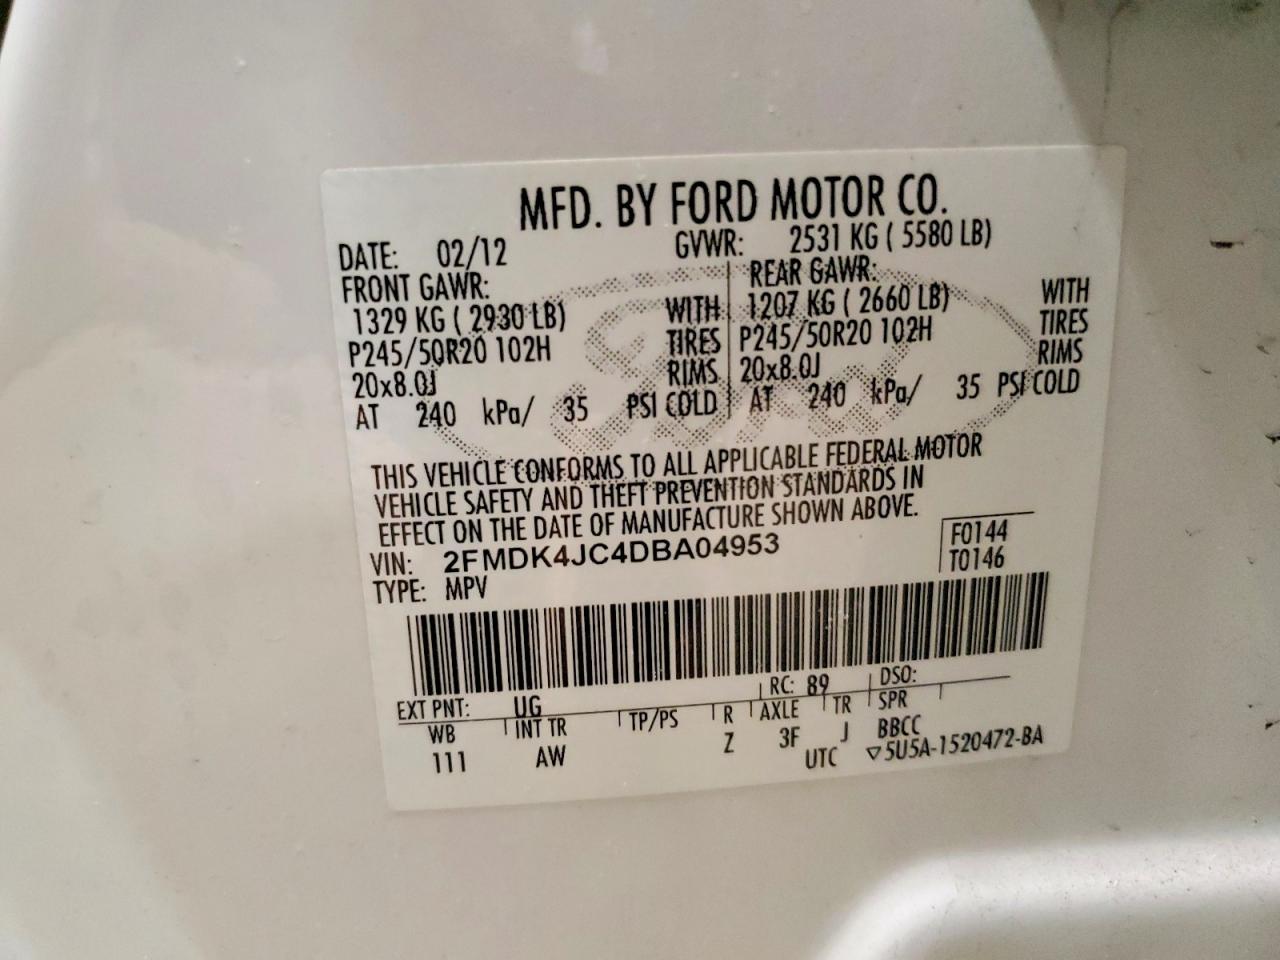 MFD. BY FORD MOTOR CO.
DATE: 02/12 GVWR: 2531 KG ( 5580 LB)
FRONT GAWR: REAR GAWR:
1329 KG ( 2930 LB) WITH 1207 KG ( 2660 LB) WITH
P245/50R20 102H TIRES P245/50R20 102H TIRES
20x8.0J RIMS 20x8.0J RIMS
AT 240 kPa/ 35 PSI COLD AT 240 kPa/ 35 PSI COLD
THIS VEHICLE CONFORMS TO ALL APPLICABLE FEDERAL MOTOR
VEHICLE SAFETY AND THEFT PREVENTION STANDARDS IN
EFFECT ON THE DATE OF MANUFACTURE SHOWN ABOVE.
VIN: 2FMDK4JC4DBA04953 F0144
TYPE: MPV T0146
EXT PNT: UG RC: 89 DSO:
WB INT TR TP/PS R AXLE TR SPR
111 AW Z 3F J BBCC
UTC ▽5U5A-1520472-BA
Ford